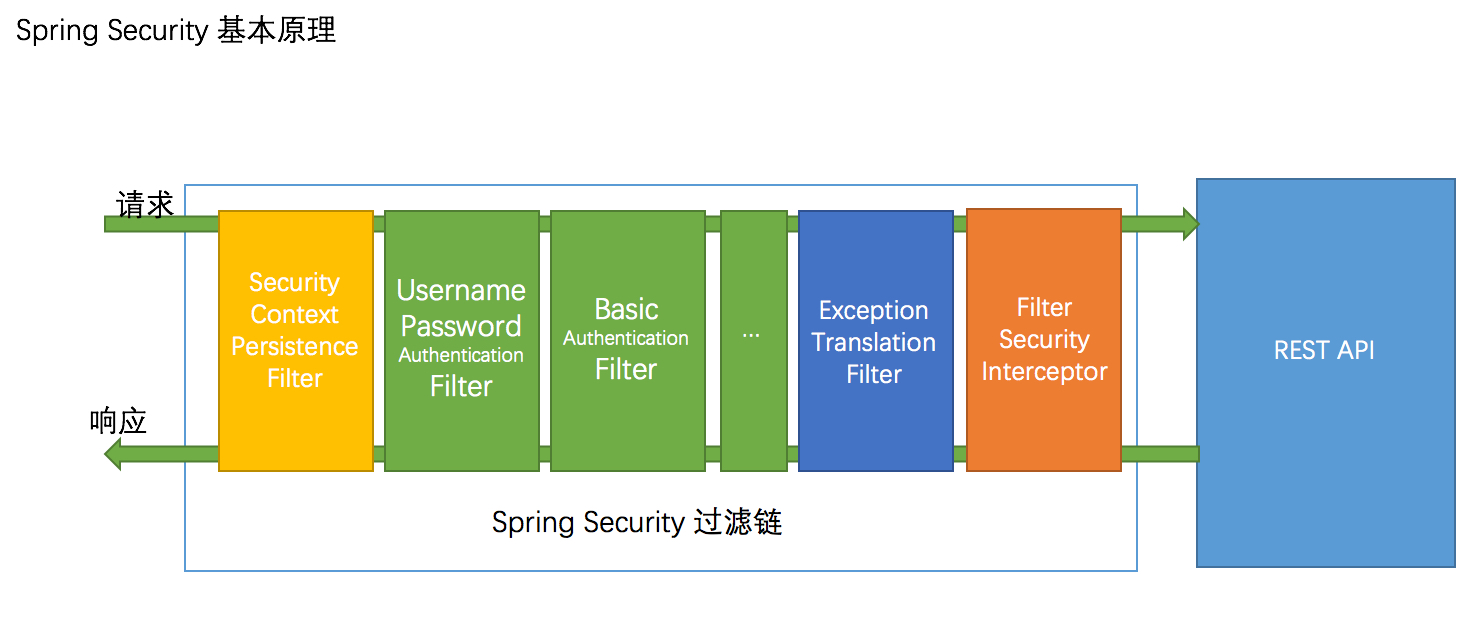 Spring Security 基本原理
请求
Security
Context
Persistence
Filter
Username
Password
Authentication
Filter
Basic
Authentication
Filter
...
Exception
Translation
Filter
Filter
Security
Interceptor
REST API
响应
Spring Security 过滤链